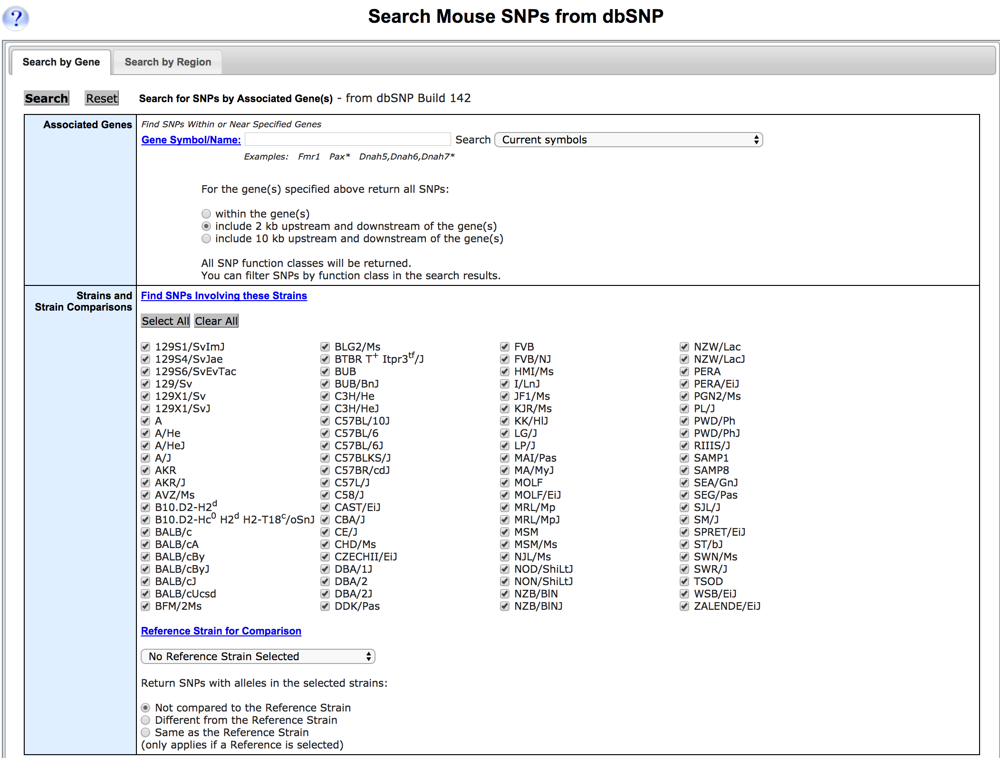 ?
Search Mouse SNPs from dbSNP
Search by Gene
Search by Region
Search Reset Search for SNPs by Associated Gene(s) - from dbSNP Build 142
Associated Genes
Find SNPs Within or Near Specified Genes
Gene Symbol/Name: Search Current symbols
Examples: Fmr1 Pax* Dnah5,Dnah6,Dnah7*
For the gene(s) specified above return all SNPs:
within the gene(s)
include 2 kb upstream and downstream of the gene(s)
include 10 kb upstream and downstream of the gene(s)
All SNP function classes will be returned.
You can filter SNPs by function class in the search results.
Strains and
Strain Comparisons
Find SNPs Involving these Strains
Select All Clear All
129S1/SvImJ
129S4/SvJae
129S6/SvEvTac
129/Sv
129X1/Sv
129X1/SvJ
A
A/He
A/HeJ
A/J
AKR
AKR/J
AVZ/Ms
B10.D2-H2d
B10.D2-Hc0 H2d H2-T18c/oSnJ
BALB/c
BALB/cA
BALB/cBy
BALB/cByJ
BALB/cJ
BALB/cUcsd
BFM/2Ms
BLG2/Ms
BTBR T+ Itpr3tf/J
BUB
BUB/BnJ
C3H/He
C3H/HeJ
C57BL/10J
C57BL/6
C57BL/6J
C57BLKS/J
C57BR/cdJ
C57L/J
C58/J
CAST/EiJ
CBA/J
CE/J
CHD/Ms
CZECHII/EiJ
DBA/1J
DBA/2
DBA/2J
DDK/Pas
FVB
FVB/NJ
HMI/Ms
I/LnJ
JF1/Ms
KJR/Ms
KK/HlJ
LG/J
LP/J
MAI/Pas
MA/MyJ
MOLF
MOLF/EiJ
MRL/Mp
MRL/MpJ
MSM
MSM/Ms
NJL/Ms
NOD/ShiLtJ
NON/ShiLtJ
NZB/BlN
NZB/BlNJ
NZW/Lac
NZW/LacJ
PERA
PERA/EiJ
PGN2/Ms
PL/J
PWD/Ph
PWD/PhJ
RIIIS/J
SAMP1
SAMP8
SEA/GnJ
SEG/Pas
SJL/J
SM/J
SPRET/EiJ
ST/bJ
SWN/Ms
SWR/J
TSOD
WSB/EiJ
ZALENDE/EiJ
Reference Strain for Comparison
No Reference Strain Selected
Return SNPs with alleles in the selected strains:
Not compared to the Reference Strain
Different from the Reference Strain
Same as the Reference Strain
(only applies if a Reference is selected)